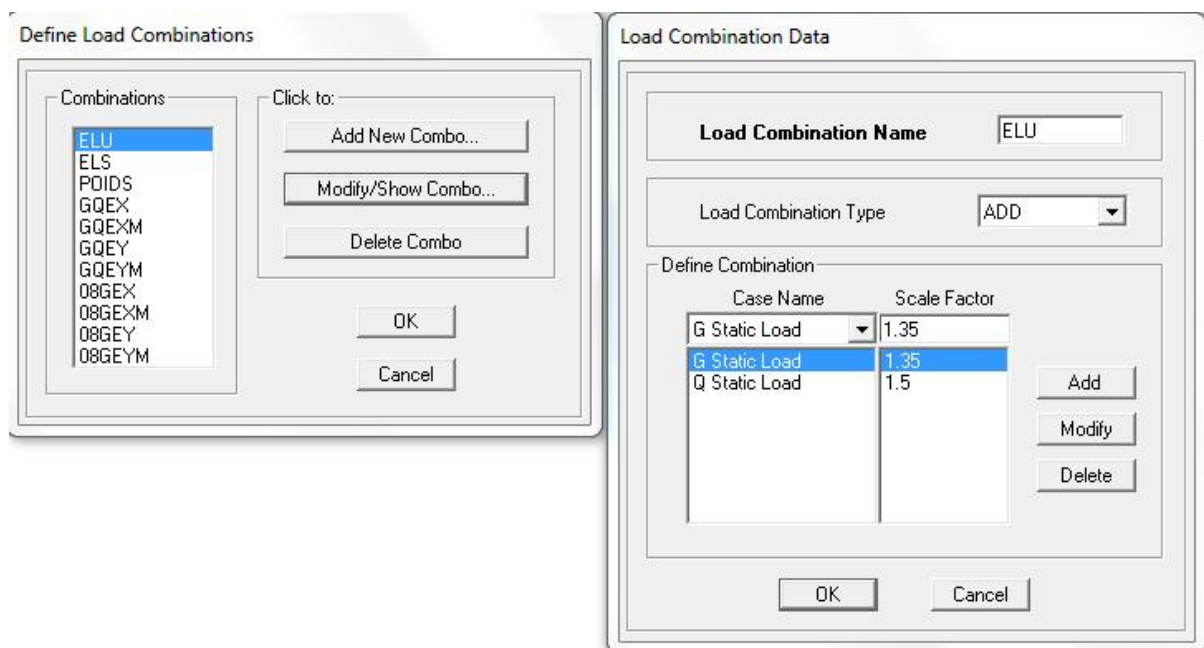 Define Load Combinations
Combinations
ELU
ELS
POIDS
GQEX
GQEXM
GQEY
GQEYM
08GEX
08GEXM
08GEY
08GEYM
Click to:
Add New Combo...
Modify/Show Combo...
Delete Combo
OK
Cancel
Load Combination Data
Load Combination Name ELU
Load Combination Type ADD
Define Combination
Case Name Scale Factor
G Static Load 1.35
G Static Load 1.35
Q Static Load 1.5
Add
Modify
Delete
OK Cancel